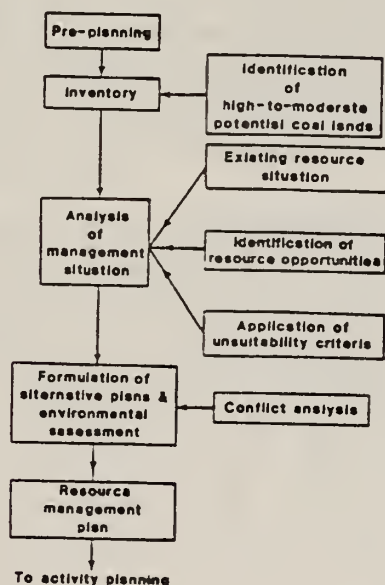 Pre-planning
Inventory
Identification
of
high-to-moderate
potential coal lands
Existing resource
situation
Analysis
of
management
situation
Identification of
resource opportunities
Application of
unsuitability criteria
Formulation of
alternative plans &
environmental
assessment
Conflict analysis
Resource
management
plan
To activity planning